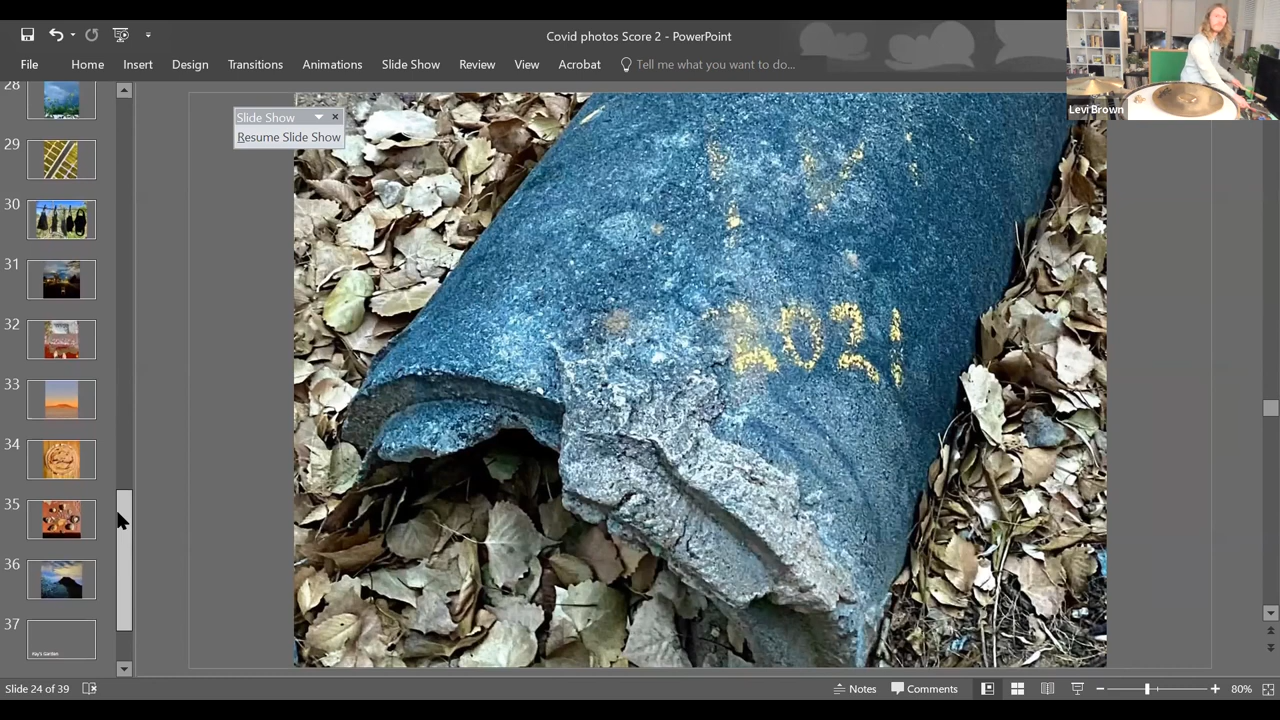 Covid photos Score 2 - PowerPoint
File Home Insert Design Transitions Animations Slide Show Review View Acrobat Tell me what you want to do...
Levi Brown
28
Slide Show
Resume Slide Show
29
30
31
2021
32
33
34
35
36
37
Ray's Garden
Slide 24 of 39 Notes Comments 80%